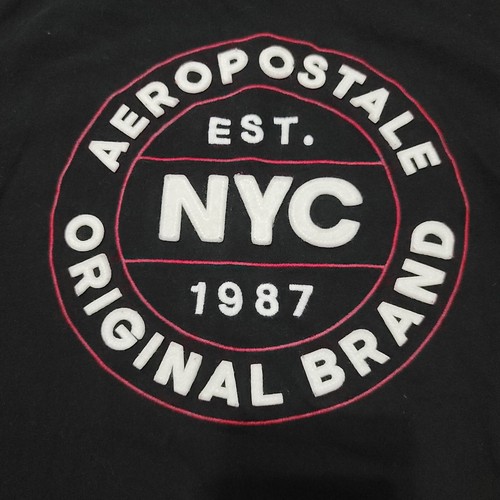 AEROPOSTALE
EST.
NYC
1987
ORIGINAL BRAND